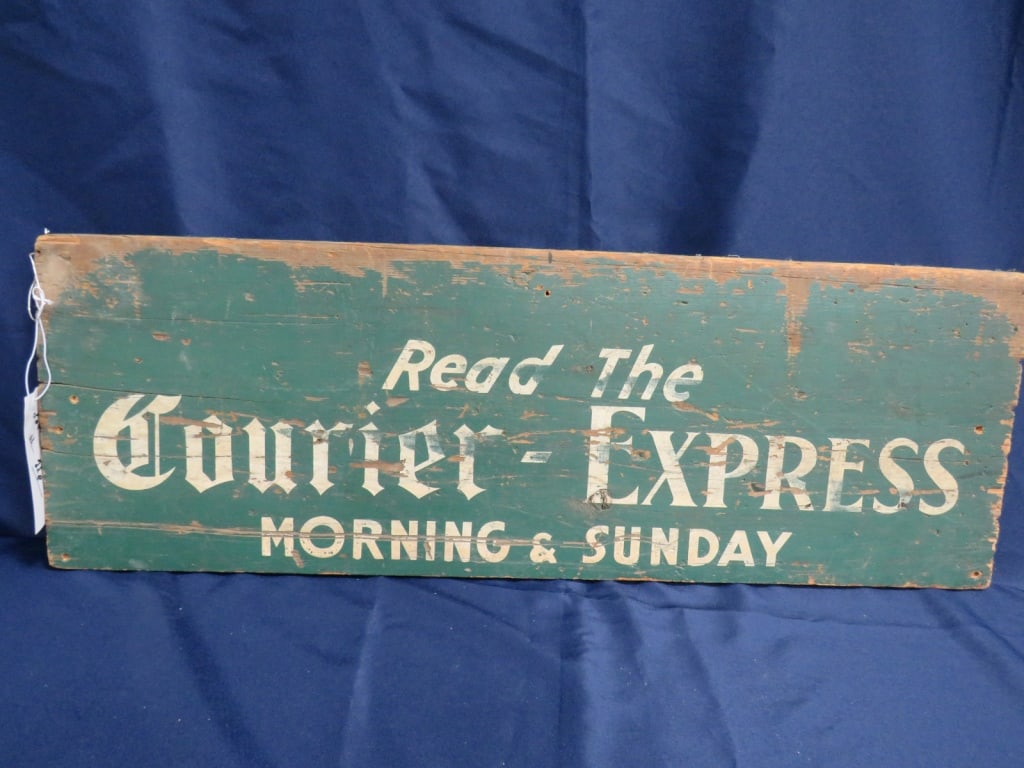 Read The
Courier - EXPRESS
MORNING & SUNDAY